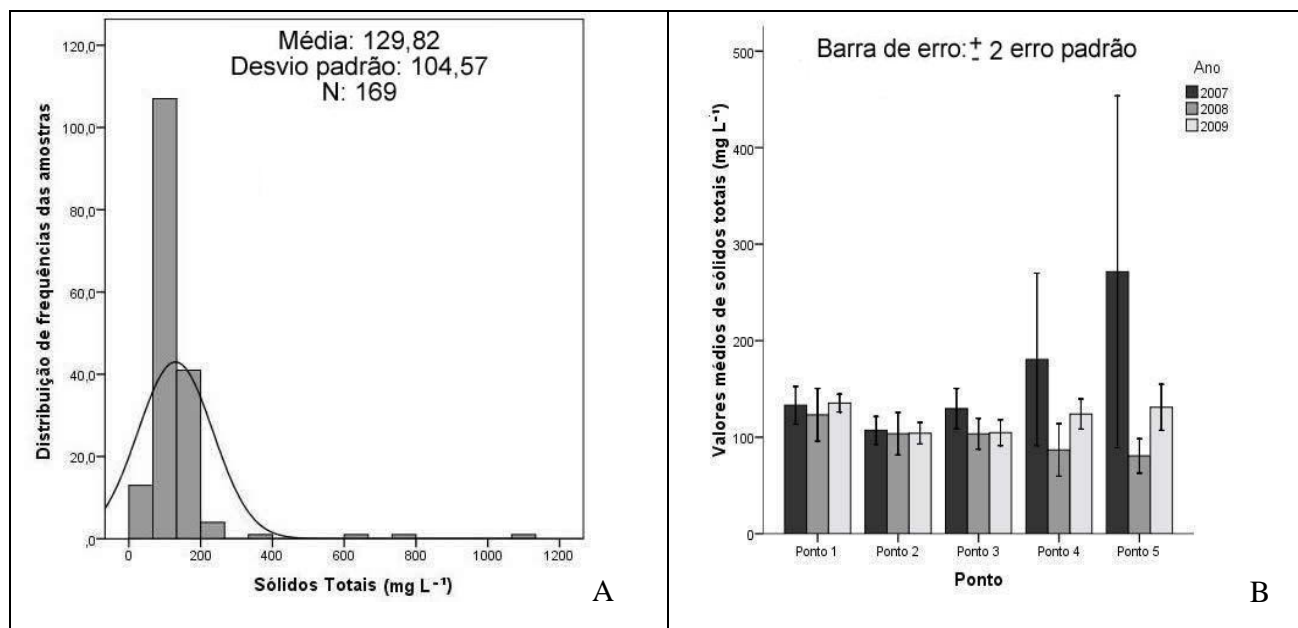 Média: 129,82
Desvio padrão: 104,57
N: 169
Distribuição de frequências das amostras
120,0
100,0
80,0
60,0
40,0
20,0
,0
0
200
400
600
800
1000
1200
Sólidos Totais (mg L⁻¹)
A
Barra de erro: ± 2 erro padrão
Ano
2007
2008
2009
Valores médios de sólidos totais (mg L⁻¹)
500
400
300
200
100
0
Ponto 1
Ponto 2
Ponto 3
Ponto 4
Ponto 5
Ponto
B